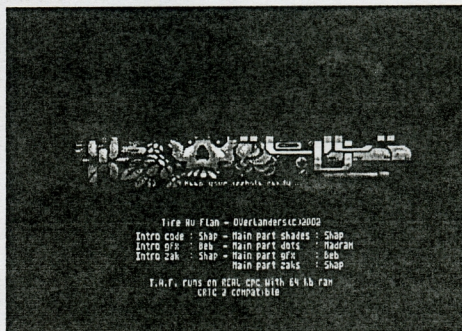 keep your
Tire Au Flan - Overlanders(c)2002
Intro code : Shap - Main part shades : Shap
Intro gfx : Beb - Main part dots : Madram
Intro zak : Shap - Main part gfx : Beb
Main part zaks : Shap
T.A.F. runs on REAL CPC with 64 kb ram
CRTC 2 compatible